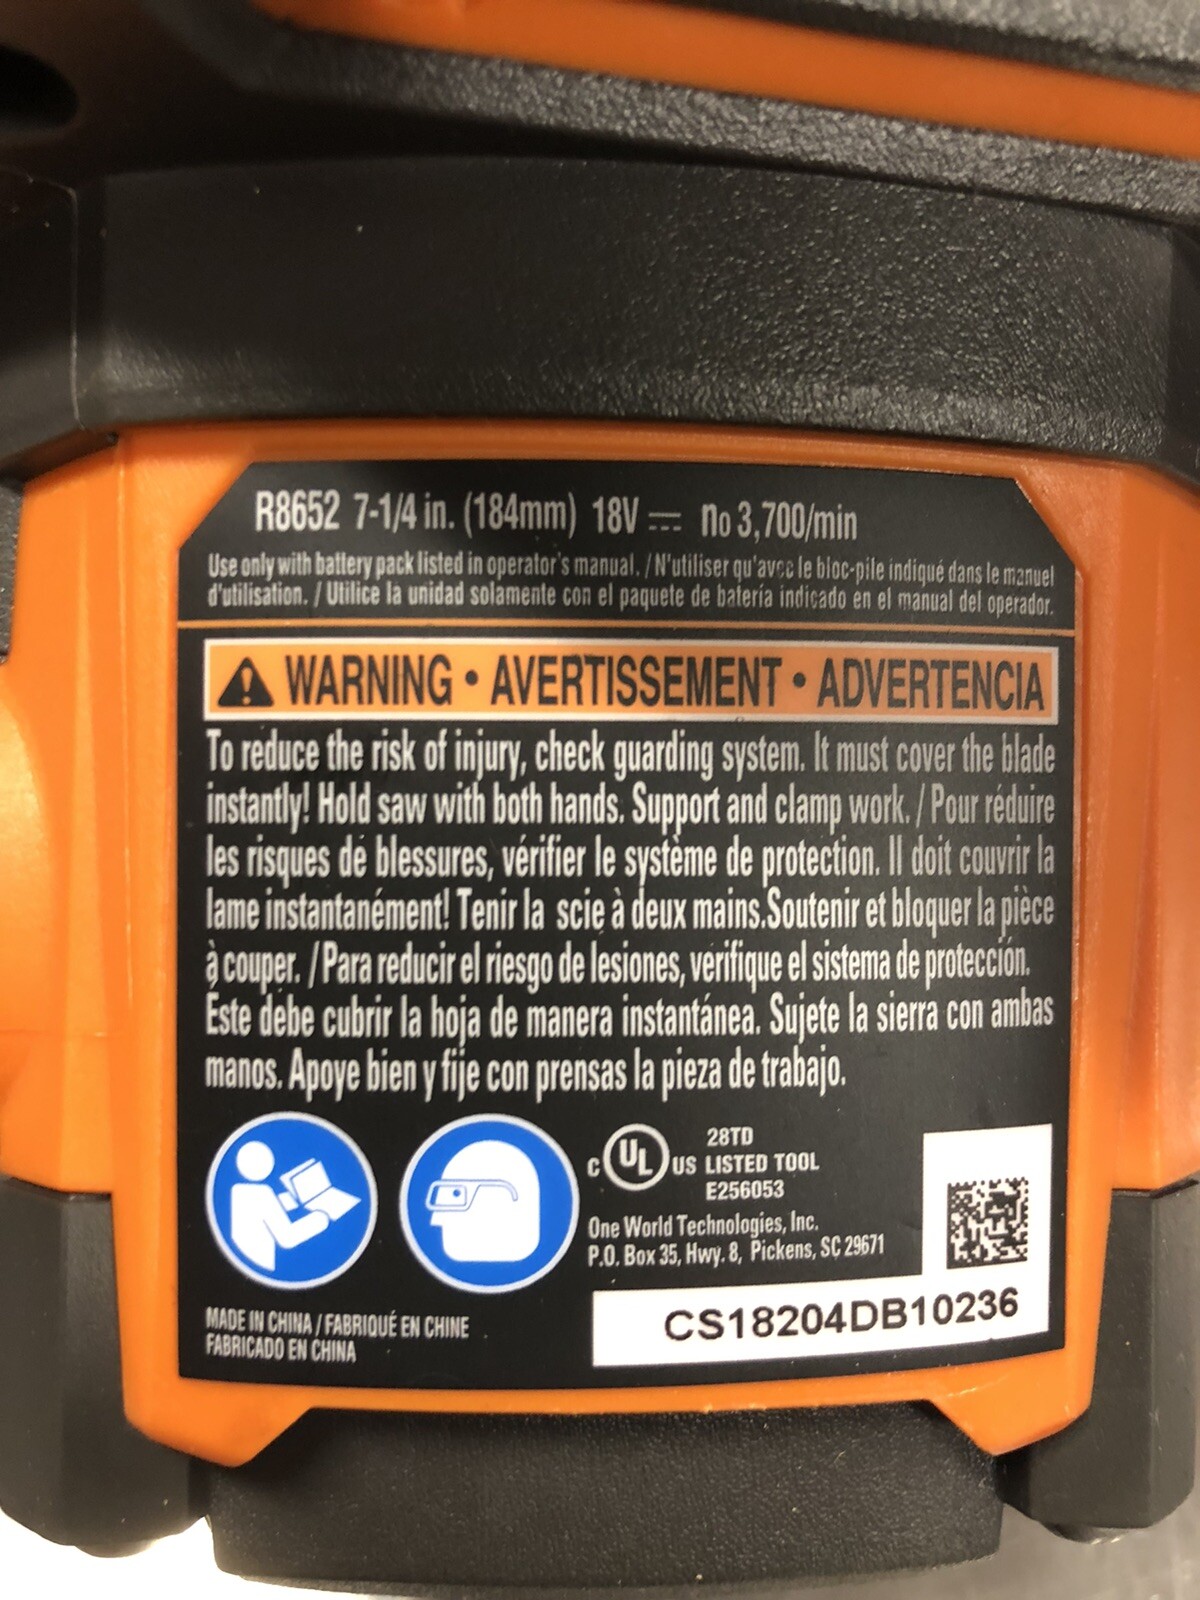 R8652 7-1/4 in. (184mm) 18V ⎓ no 3,700/min
Use only with battery pack listed in operator's manual. / N'utiliser qu'avec le bloc-pile indiqué dans le manuel
d'utilisation. / Utilice la unidad solamente con el paquete de batería indicado en el manual del operador.
⚠ WARNING • AVERTISSEMENT • ADVERTENCIA
To reduce the risk of injury, check guarding system. It must cover the blade
instantly! Hold saw with both hands. Support and clamp work. / Pour réduire
les risques de blessures, vérifier le système de protection. Il doit couvrir la
lame instantanément! Tenir la scie à deux mains.Soutenir et bloquer la pièce
à couper. / Para reducir el riesgo de lesiones, verifique el sistema de protección.
Este debe cubrir la hoja de manera instantánea. Sujete la sierra con ambas
manos. Apoye bien y fije con prensas la pieza de trabajo.
28TD
C UL US LISTED TOOL
E256053
One World Technologies, Inc.
P.O. Box 35, Hwy. 8, Pickens, SC 29671
CS18204DB10236
MADE IN CHINA / FABRIQUÉ EN CHINE
FABRICADO EN CHINA